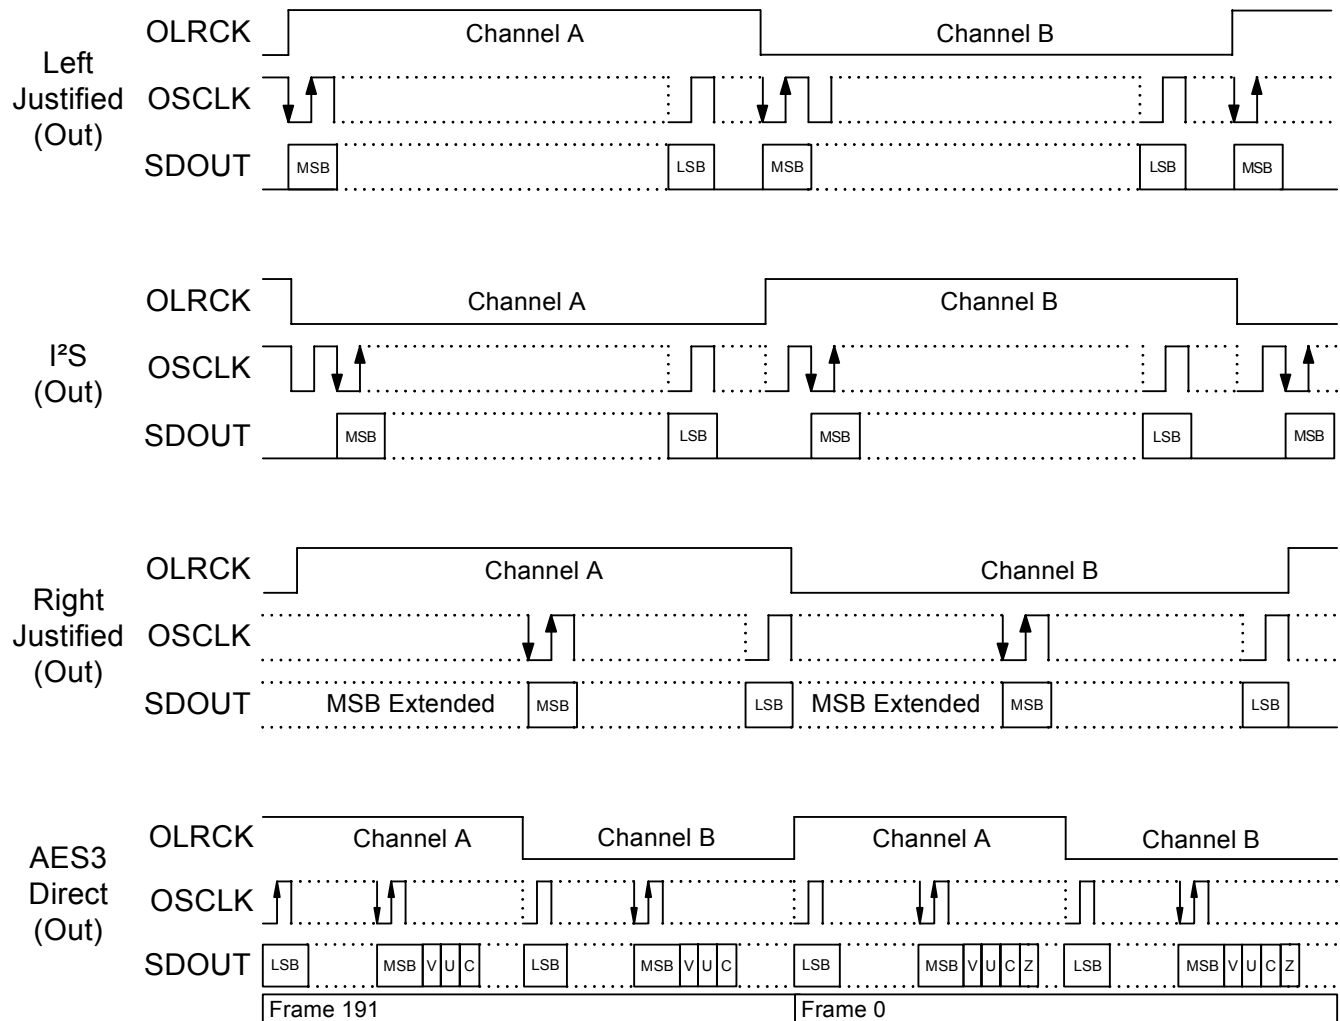 Left
Justified
(Out)
OLRCK
Channel A
Channel B
OSCLK
SDOUT
MSB
LSB
MSB
LSB
MSB
I²S
(Out)
OLRCK
Channel A
Channel B
OSCLK
SDOUT
MSB
LSB
MSB
LSB
MSB
Right
Justified
(Out)
OLRCK
Channel A
Channel B
OSCLK
SDOUT
MSB Extended
MSB
LSB
MSB Extended
MSB
LSB
AES3
Direct
(Out)
OLRCK
Channel A
Channel B
Channel A
Channel B
OSCLK
SDOUT
LSB
MSB V U C
LSB
MSB V U C
LSB
MSB V U C Z
LSB
MSB V U C Z
Frame 191
Frame 0